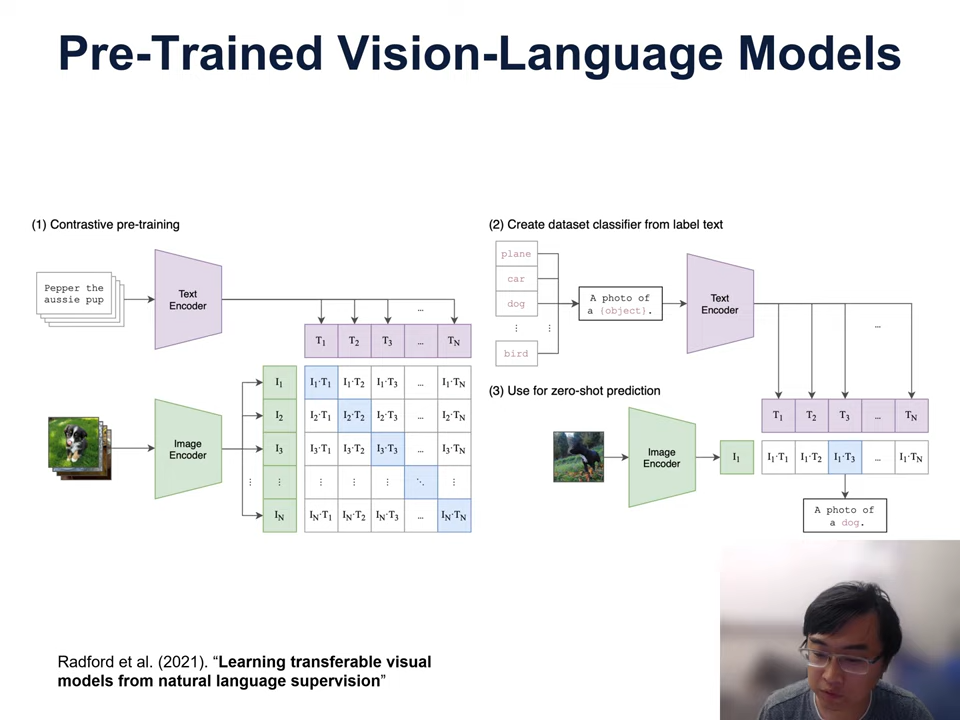 Pre-Trained Vision-Language Models
(1) Contrastive pre-training
Pepper the
aussie pup
Text
Encoder
...
T1 T2 T3 ... TN
I1 I1·T1 I1·T2 I1·T3 ... I1·TN
I2 I2·T1 I2·T2 I2·T3 ... I2·TN
I3 I3·T1 I3·T2 I3·T3 ... I3·TN
⋮ ⋮ ⋮ ⋮ ⋮ ⋱ ⋮
IN IN·T1 IN·T2 IN·T3 ... IN·TN
Image
Encoder
(2) Create dataset classifier from label text
plane
car
dog
⋮ ⋮
bird
A photo of
a {object}.
Text
Encoder
...
(3) Use for zero-shot prediction
Image
Encoder
T1 T2 T3 ... TN
I1 I1·T1 I1·T2 I1·T3 ... I1·TN
A photo of
a dog.
Radford et al. (2021). “Learning transferable visual
models from natural language supervision”